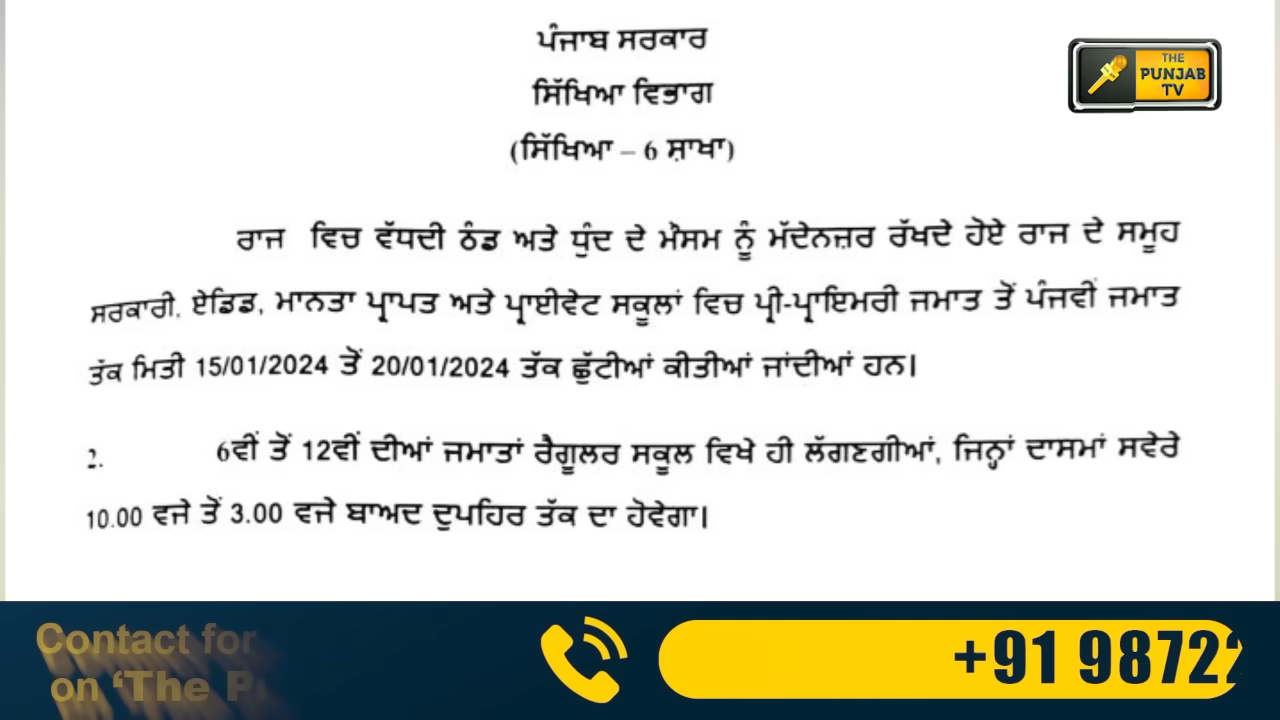 ਪੰਜਾਬ ਸਰਕਾਰ
ਸਿੱਖਿਆ ਵਿਭਾਗ
(ਸਿੱਖਿਆ – 6 ਸ਼ਾਖਾ)
THE
PUNJAB
TV
ਰਾਜ ਵਿਚ ਵੱਧਦੀ ਠੰਡ ਅਤੇ ਧੁੰਦ ਦੇ ਮੌਸਮ ਨੂੰ ਮੱਦੇਨਜ਼ਰ ਰੱਖਦੇ ਹੋਏ ਰਾਜ ਦੇ ਸਮੂਹ
ਸਰਕਾਰੀ, ਏਡਿਡ, ਮਾਨਤਾ ਪ੍ਰਾਪਤ ਅਤੇ ਪ੍ਰਾਈਵੇਟ ਸਕੂਲਾਂ ਵਿਚ ਪ੍ਰੀ-ਪ੍ਰਾਇਮਰੀ ਜਮਾਤ ਤੋਂ ਪੰਜਵੀਂ ਜਮਾਤ
ਤੱਕ ਮਿਤੀ 15/01/2024 ਤੋਂ 20/01/2024 ਤੱਕ ਛੁੱਟੀਆਂ ਕੀਤੀਆਂ ਜਾਂਦੀਆਂ ਹਨ।
2. 6ਵੀਂ ਤੋਂ 12ਵੀਂ ਦੀਆਂ ਜਮਾਤਾਂ ਰੈਗੂਲਰ ਸਕੂਲ ਵਿਖੇ ਹੀ ਲੱਗਣਗੀਆਂ, ਜਿਨ੍ਹਾਂ ਦਾਸਮਾਂ ਸਵੇਰੇ
10.00 ਵਜੇ ਤੋਂ 3.00 ਵਜੇ ਬਾਅਦ ਦੁਪਹਿਰ ਤੱਕ ਦਾ ਹੋਵੇਗਾ।
Contact for
on ‘The P
+91 9872